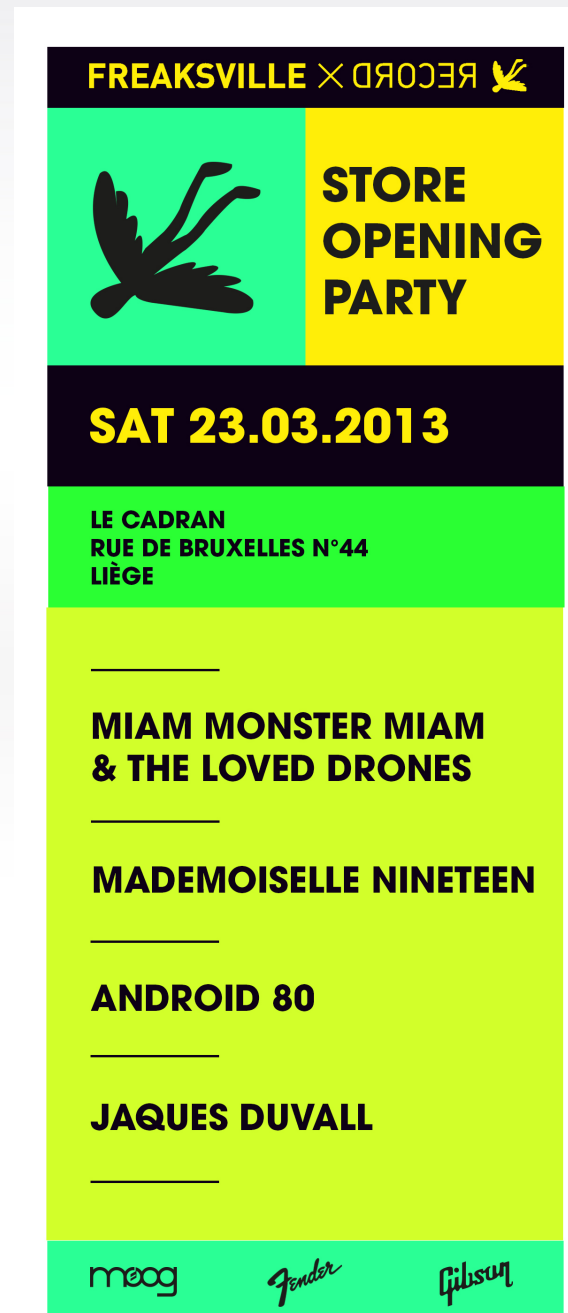 FREAKSVILLE X RECORD
STORE
OPENING
PARTY
SAT 23.03.2013
LE CADRAN
RUE DE BRUXELLES N°44
LIÈGE
MIAM MONSTER MIAM
& THE LOVED DRONES
MADEMOISELLE NINETEEN
ANDROID 80
JAQUES DUVALL
moog Fender Gibson